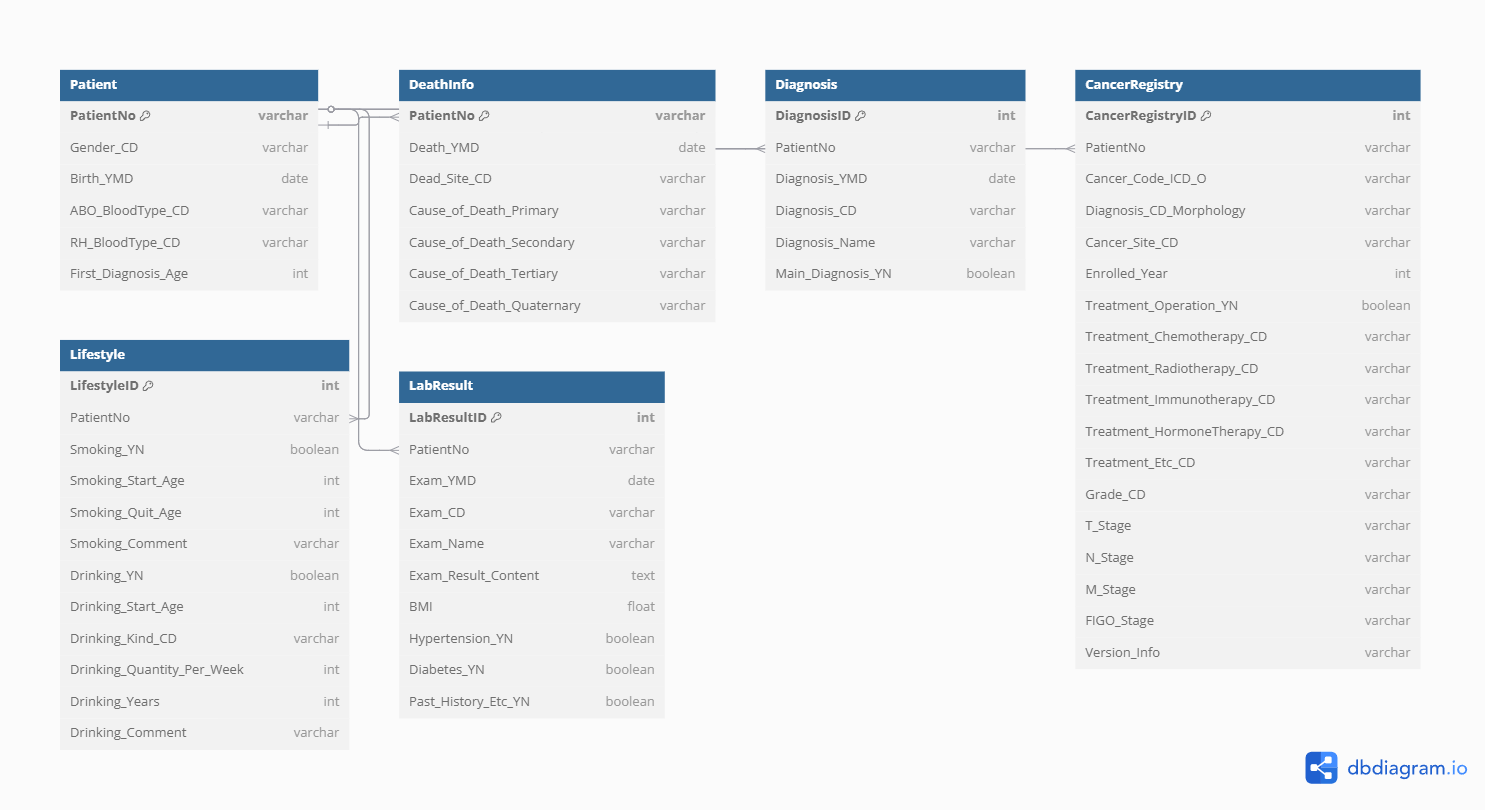 Patient
PatientNo varchar
Gender_CD varchar
Birth_YMD date
ABO_BloodType_CD varchar
RH_BloodType_CD varchar
First_Diagnosis_Age int
DeathInfo
PatientNo varchar
Death_YMD date
Dead_Site_CD varchar
Cause_of_Death_Primary varchar
Cause_of_Death_Secondary varchar
Cause_of_Death_Tertiary varchar
Cause_of_Death_Quaternary varchar
Diagnosis
DiagnosisID int
PatientNo varchar
Diagnosis_YMD date
Diagnosis_CD varchar
Diagnosis_Name varchar
Main_Diagnosis_YN boolean
CancerRegistry
CancerRegistryID int
PatientNo varchar
Cancer_Code_ICD_O varchar
Diagnosis_CD_Morphology varchar
Cancer_Site_CD varchar
Enrolled_Year int
Treatment_Operation_YN boolean
Treatment_Chemotherapy_CD varchar
Treatment_Radiotherapy_CD varchar
Treatment_Immunotherapy_CD varchar
Treatment_HormoneTherapy_CD varchar
Treatment_Etc_CD varchar
Grade_CD varchar
T_Stage varchar
N_Stage varchar
M_Stage varchar
FIGO_Stage varchar
Version_Info varchar
Lifestyle
LifestyleID int
PatientNo varchar
Smoking_YN boolean
Smoking_Start_Age int
Smoking_Quit_Age int
Smoking_Comment varchar
Drinking_YN boolean
Drinking_Start_Age int
Drinking_Kind_CD varchar
Drinking_Quantity_Per_Week int
Drinking_Years int
Drinking_Comment varchar
LabResult
LabResultID int
PatientNo varchar
Exam_YMD date
Exam_CD varchar
Exam_Name varchar
Exam_Result_Content text
BMI float
Hypertension_YN boolean
Diabetes_YN boolean
Past_History_Etc_YN boolean
dbdiagram.io